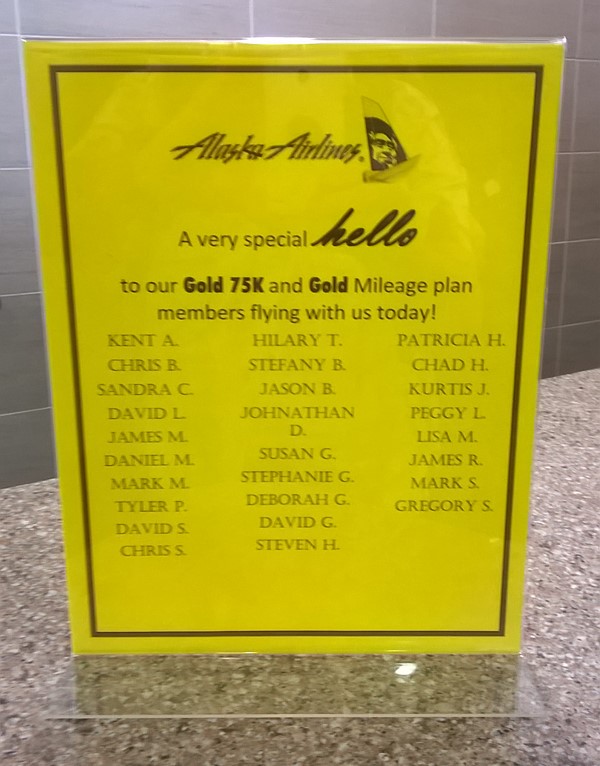 Alaska Airlines
A very special hello
to our Gold 75K and Gold Mileage plan
members flying with us today!
KENT A.
CHRIS B.
SANDRA C.
DAVID L.
JAMES M.
DANIEL M.
MARK M.
TYLER P.
DAVID S.
CHRIS S.
HILARY T.
STEFANY B.
JASON B.
JOHNATHAN
D.
SUSAN G.
STEPHANIE G.
DEBORAH G.
DAVID G.
STEVEN H.
PATRICIA H.
CHAD H.
KURTIS J.
PEGGY L.
LISA M.
JAMES R.
MARK S.
GREGORY S.